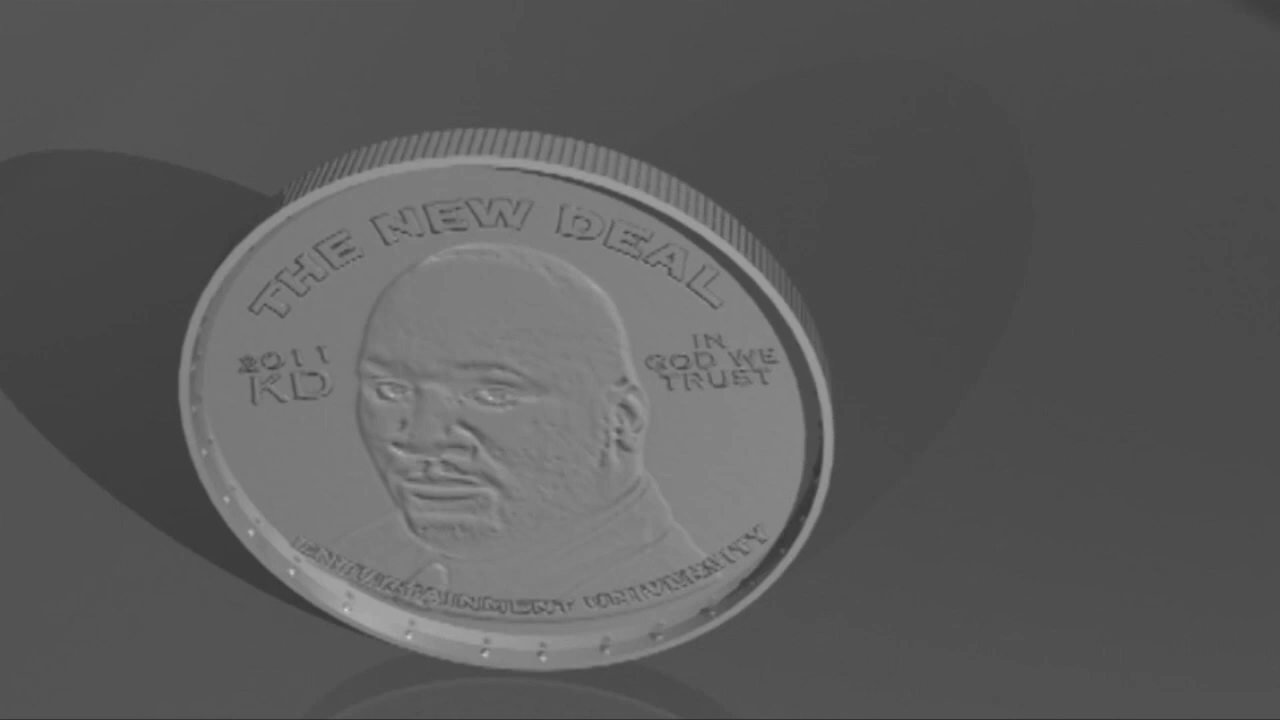 THE NEW DEAL
2011
KD
IN
GOD WE
TRUST
ENTERTAINMENT UNIVERSITY